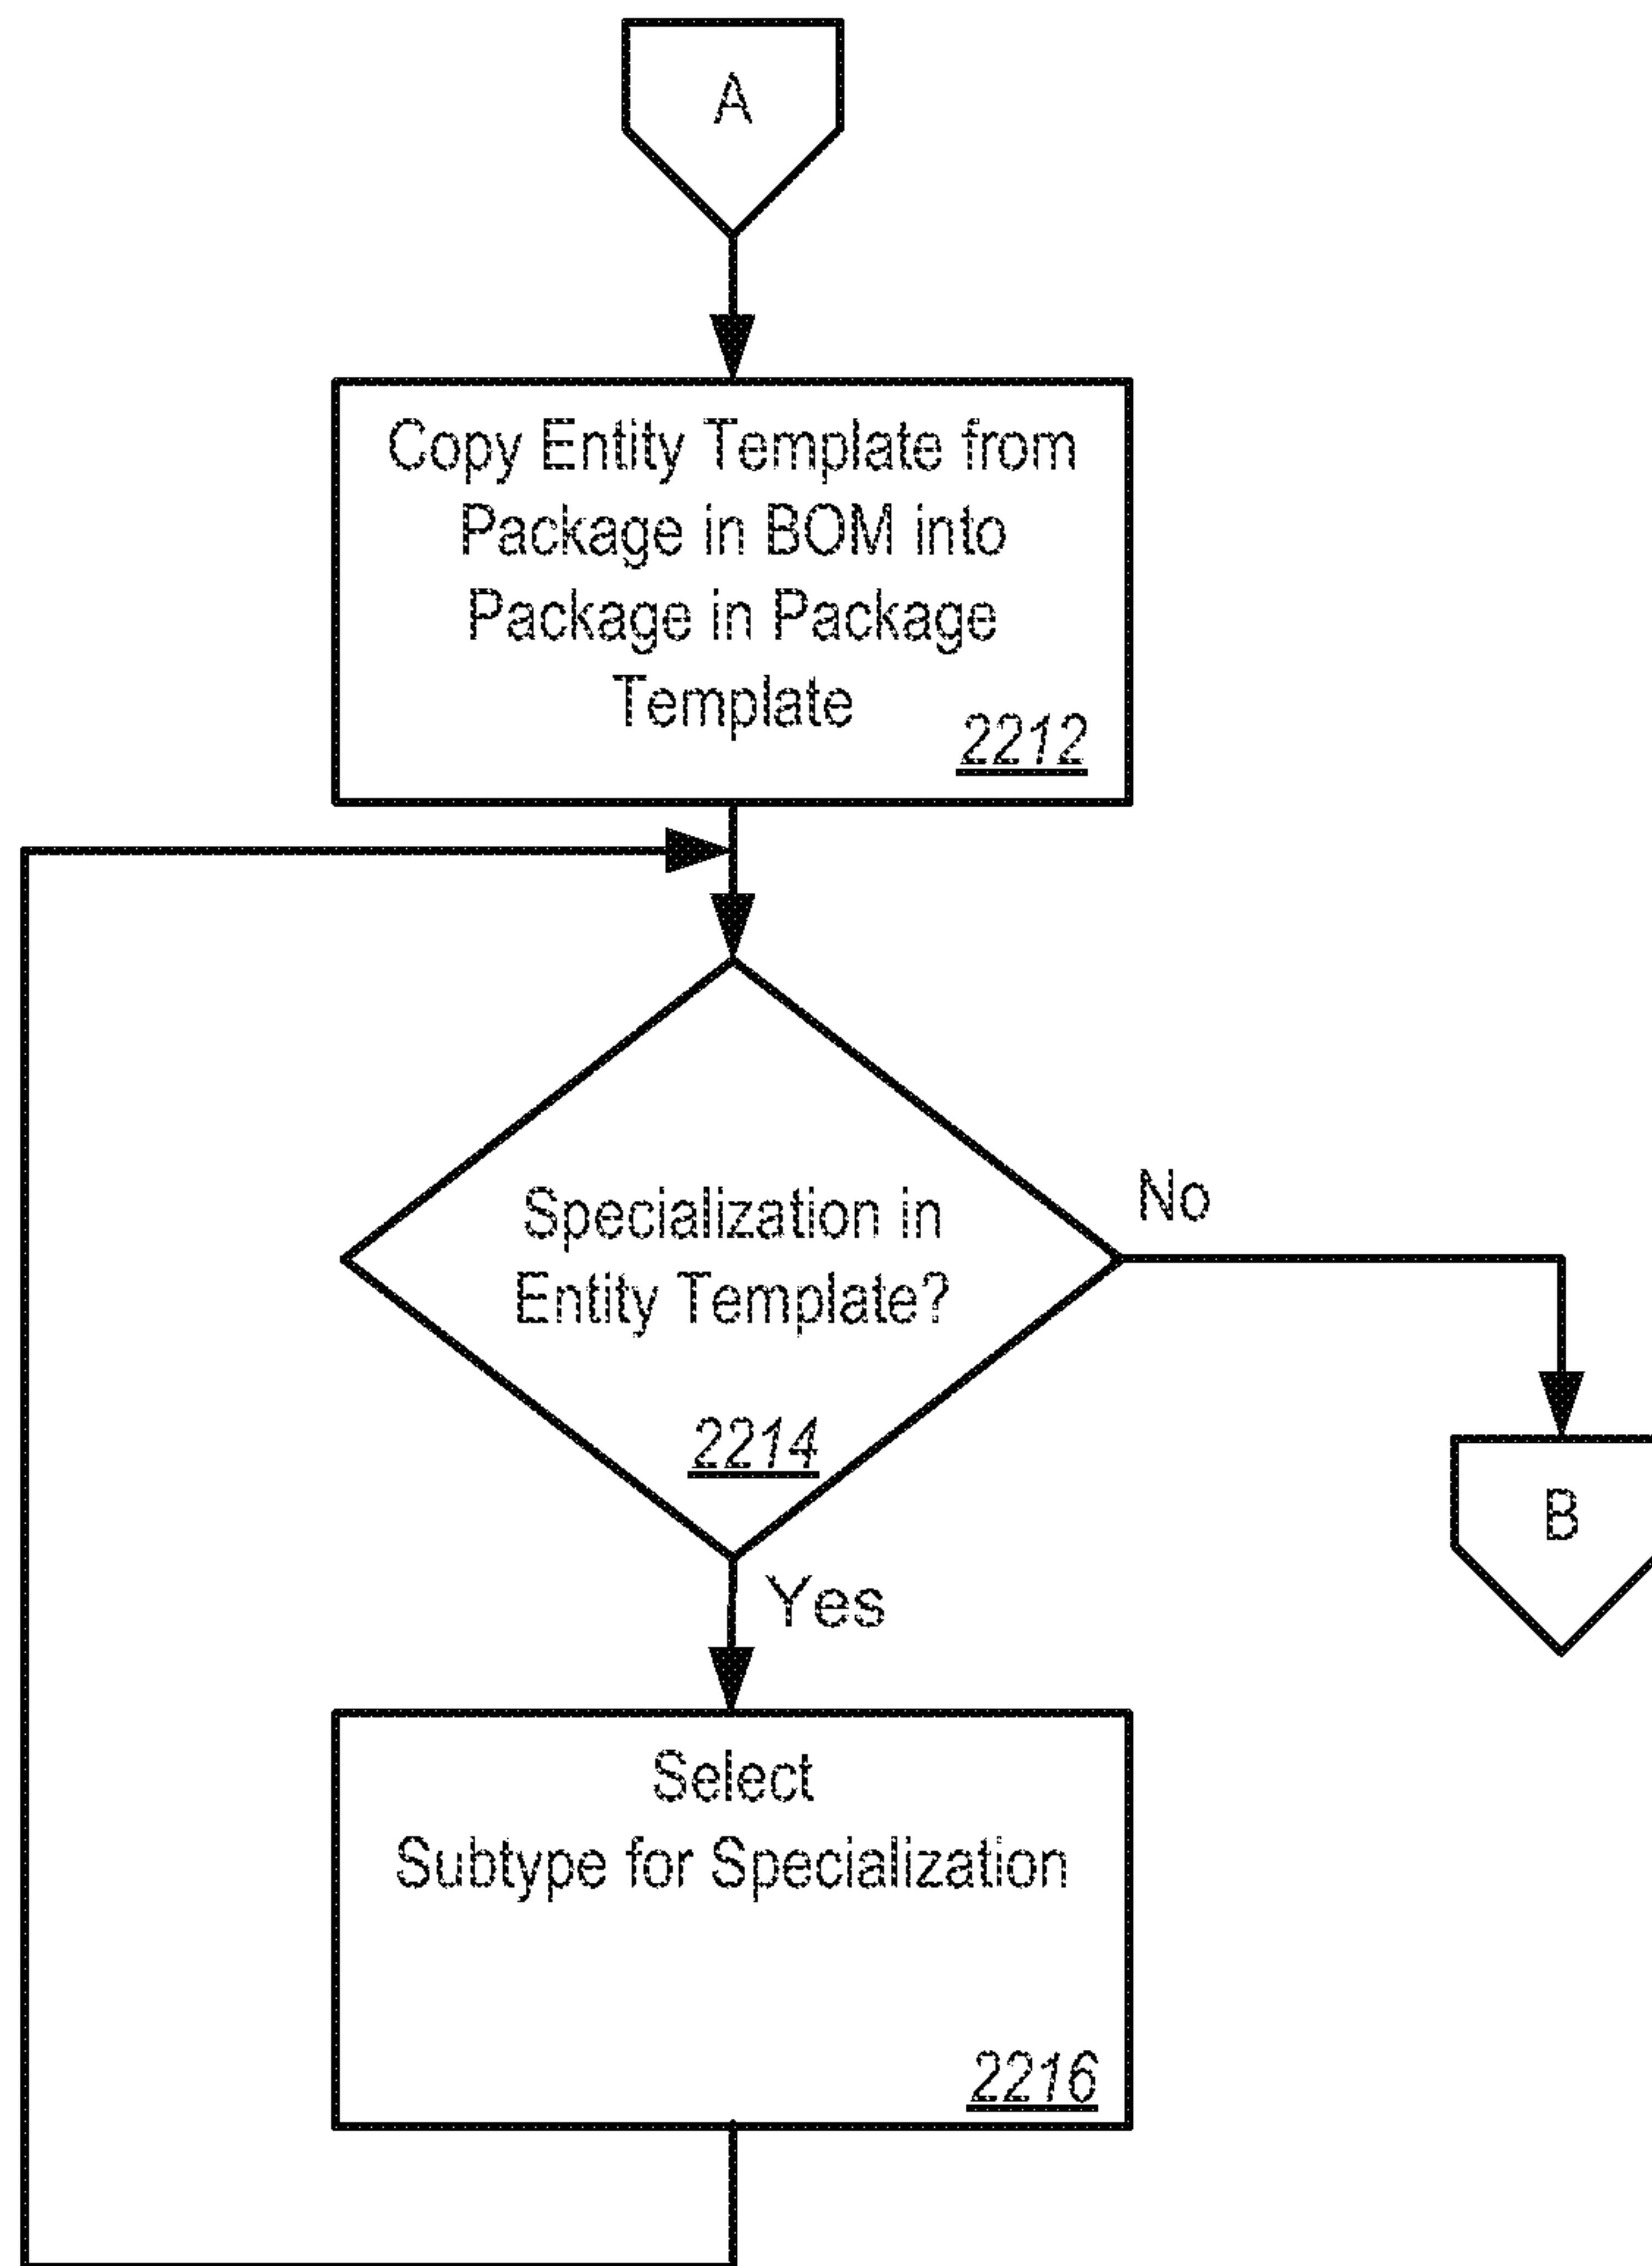 A
Copy Entity Template from
Package in BOM into
Package in Package
Template
2212
Specialization in
Entity Template?
2214
No
B
Yes
Select
Subtype for Specialization
2216